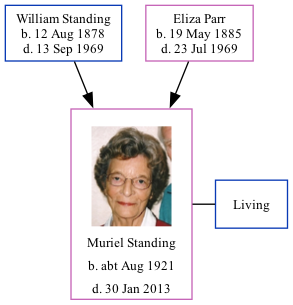 William Standing
b. 12 Aug 1878
d. 13 Sep 1969
Eliza Parr
b. 19 May 1885
d. 23 Jul 1969
Muriel Standing
b. abt Aug 1921
d. 30 Jan 2013
Living